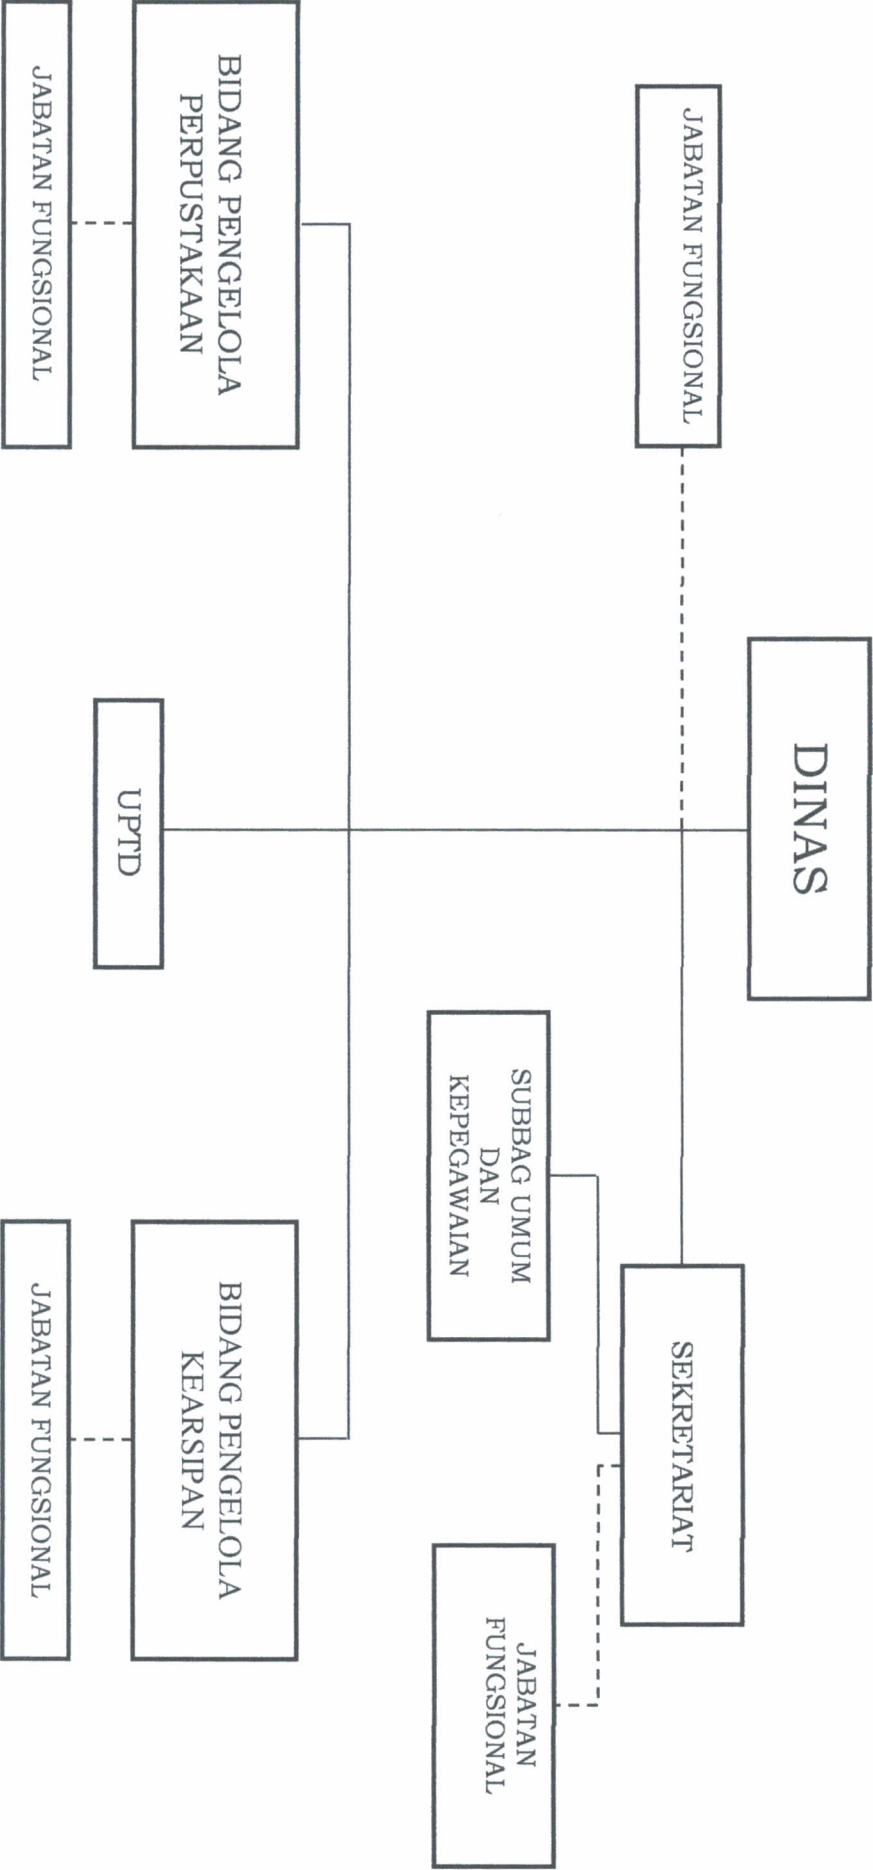 DINAS
JABATAN FUNGSIONAL
SEKRETARIAT
SUBBAG UMUM
DAN
KEPEGAWAIAN
JABATAN
FUNGSIONAL
BIDANG PENGELOLA
PERPUSTAKAAN
BIDANG PENGELOLA
KEARSIPAN
UPTD
JABATAN FUNGSIONAL
JABATAN FUNGSIONAL